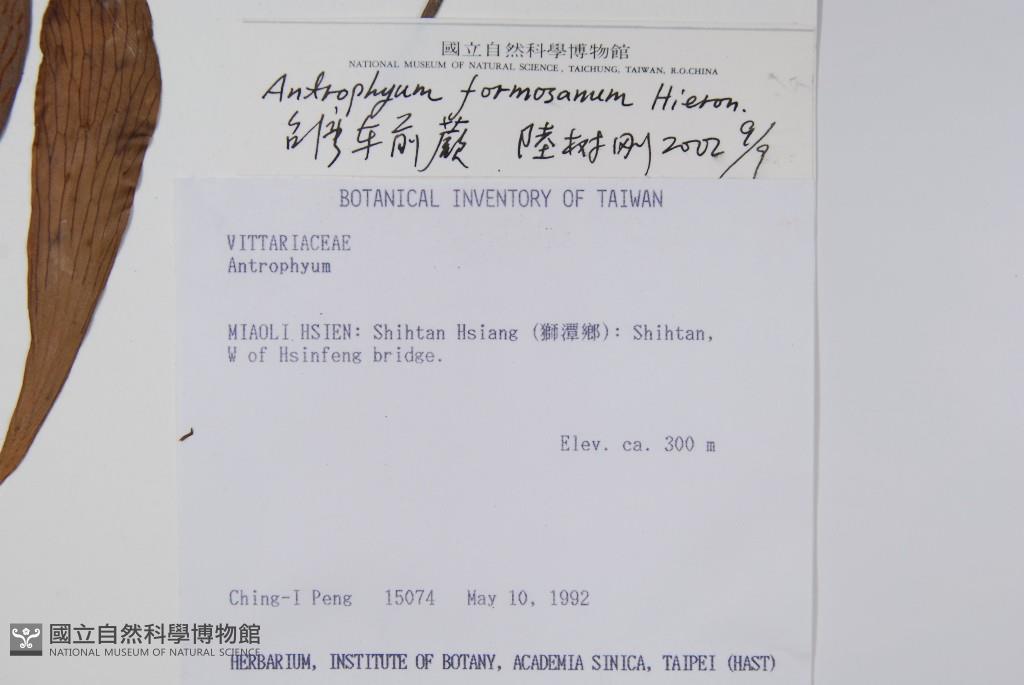 國立自然科學博物館
NATIONAL MUSEUM OF NATURAL SCIENCE, TAICHUNG, TAIWAN, R.O.CHINA
Antrophyum formosanum Hieron.
台灣车前蕨 陸树刚 2002 9/9
BOTANICAL INVENTORY OF TAIWAN
VITTARIACEAE
Antrophyum
MIAOLI HSIEN: Shihtan Hsiang (獅潭鄉): Shihtan,
W of Hsinfeng bridge.
Elev. ca. 300 m
Ching-I Peng 15074 May 10, 1992
國立自然科學博物館
NATIONAL MUSEUM OF NATURAL SCIENCE
HERBARIUM, INSTITUTE OF BOTANY, ACADEMIA SINICA, TAIPEI (HAST)